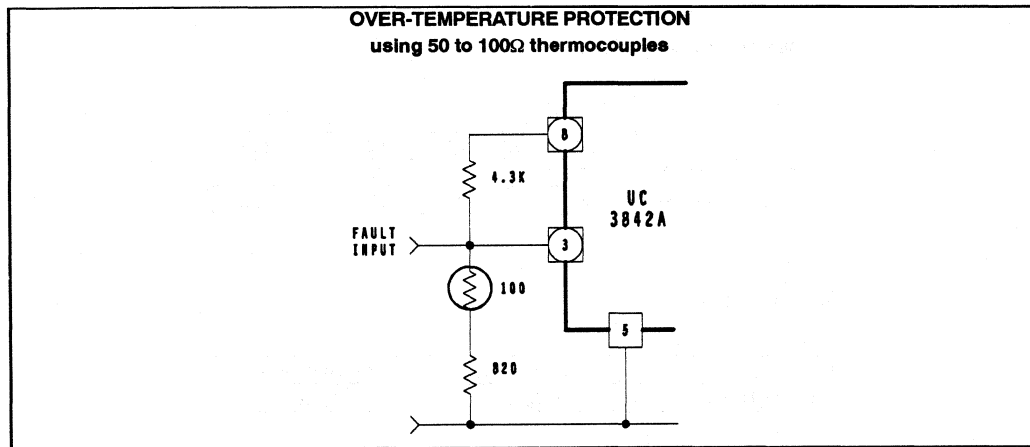 OVER-TEMPERATURE PROTECTION
using 50 to 100Ω thermocouples
8
4.3K
UC
3842A
FAULT
INPUT
3
100
5
820